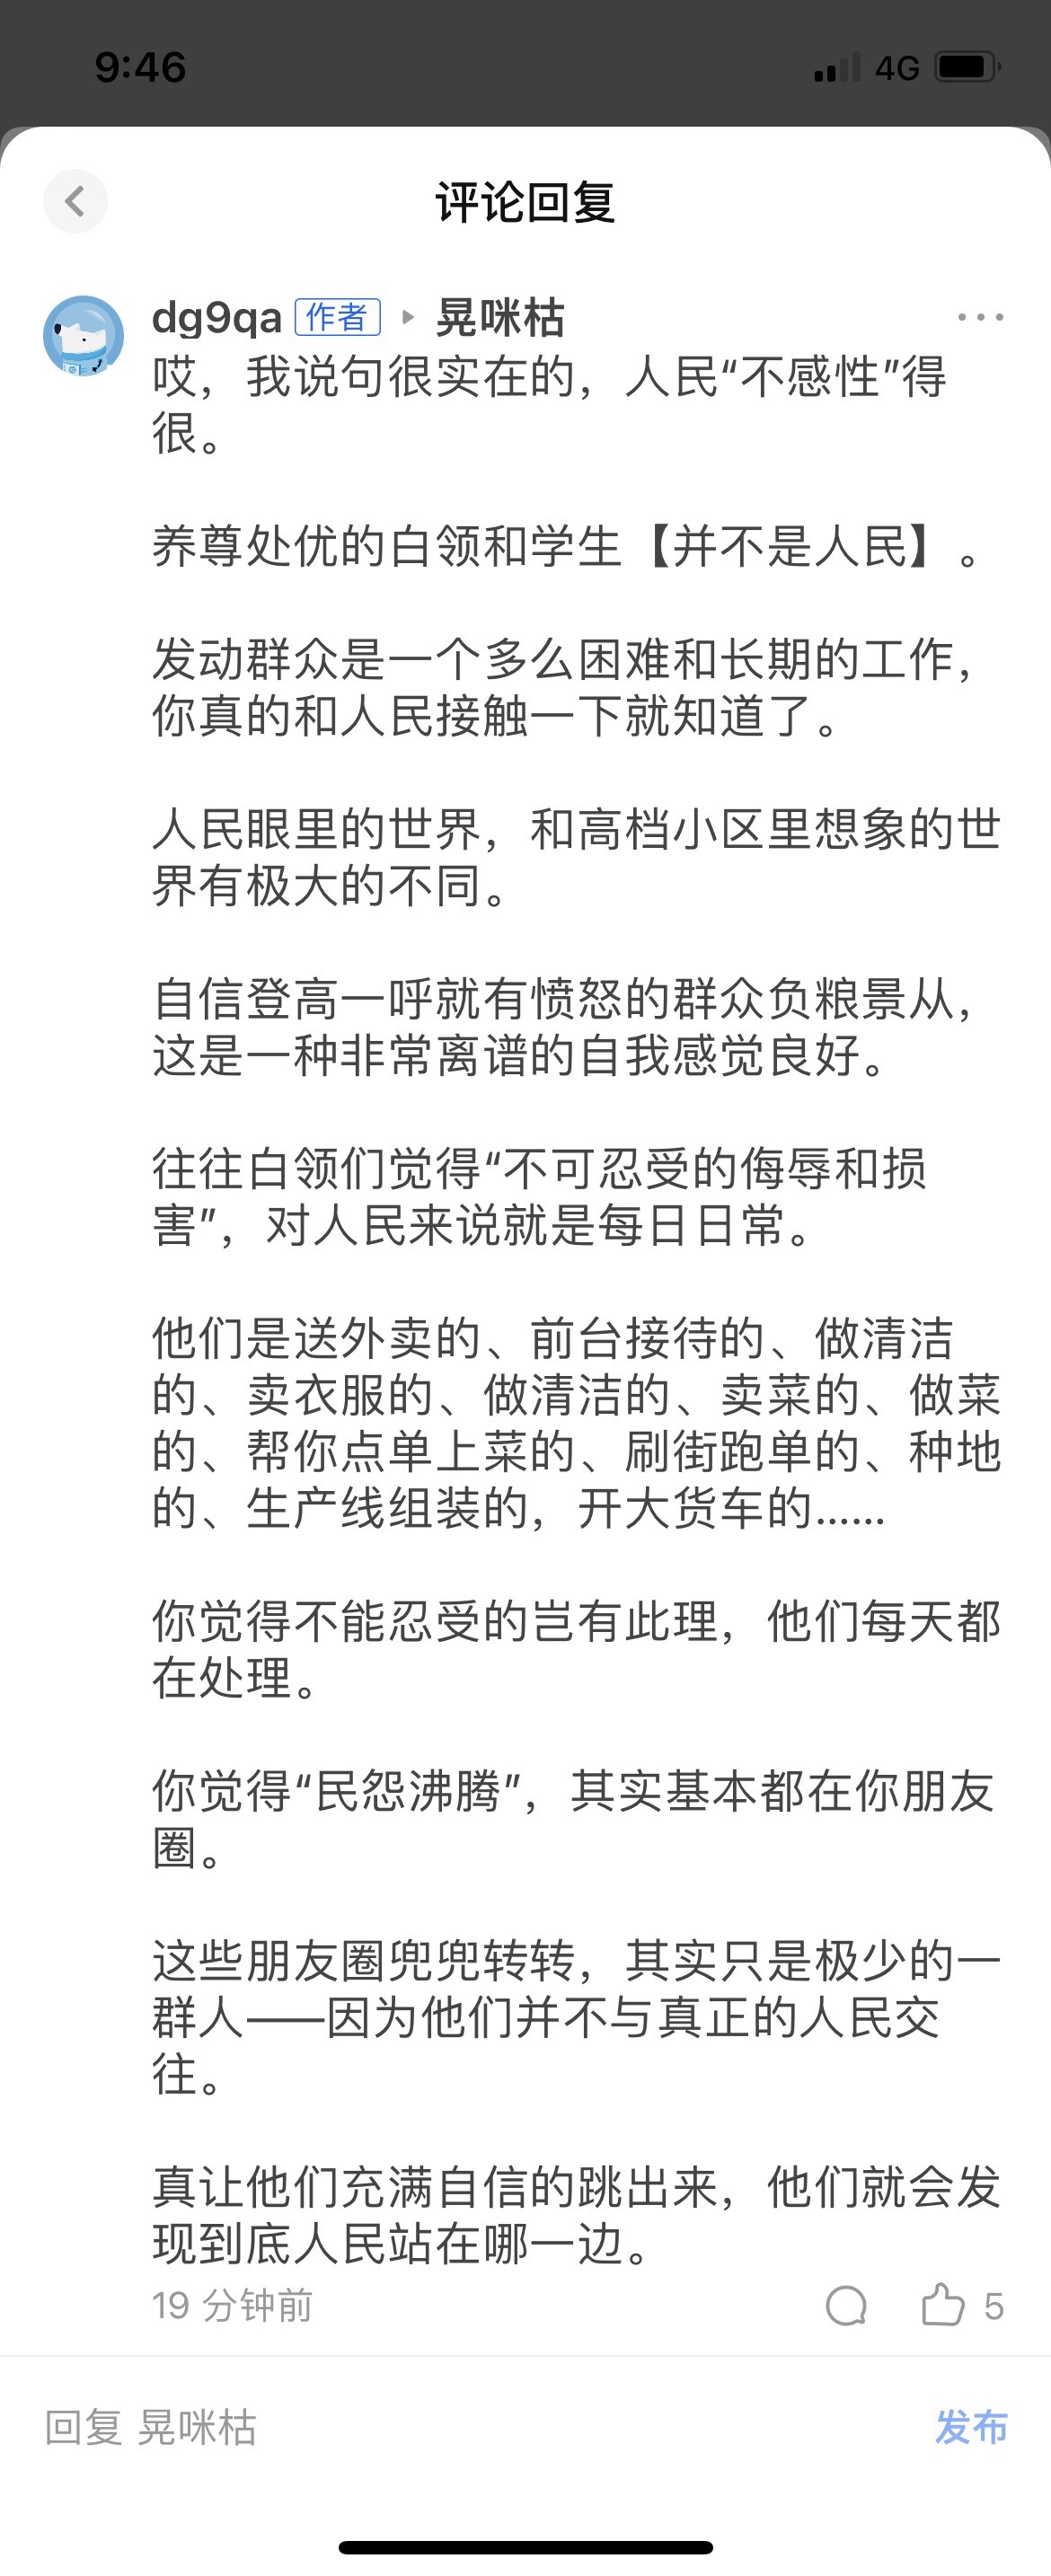 9:46
4G
评论回复
dg9qa 作者 ▸ 晃咪枯
哎，我说句很实在的，人民“不感性”得
很。
养尊处优的白领和学生【并不是人民】。
发动群众是一个多么困难和长期的工作，
你真的和人民接触一下就知道了。
人民眼里的世界，和高档小区里想象的世
界有极大的不同。
自信登高一呼就有愤怒的群众负粮景从，
这是一种非常离谱的自我感觉良好。
往往白领们觉得“不可忍受的侮辱和损
害”，对人民来说就是每日日常。
他们是送外卖的、前台接待的、做清洁
的、卖衣服的、做清洁的、卖菜的、做菜
的、帮你点单上菜的、刷街跑单的、种地
的、生产线组装的，开大货车的……
你觉得不能忍受的岂有此理，他们每天都
在处理。
你觉得“民怨沸腾”，其实基本都在你朋友
圈。
这些朋友圈兜兜转转，其实只是极少的一
群人——因为他们并不与真正的人民交
往。
真让他们充满自信的跳出来，他们就会发
现到底人民站在哪一边。
19 分钟前
5
回复 晃咪枯
发布